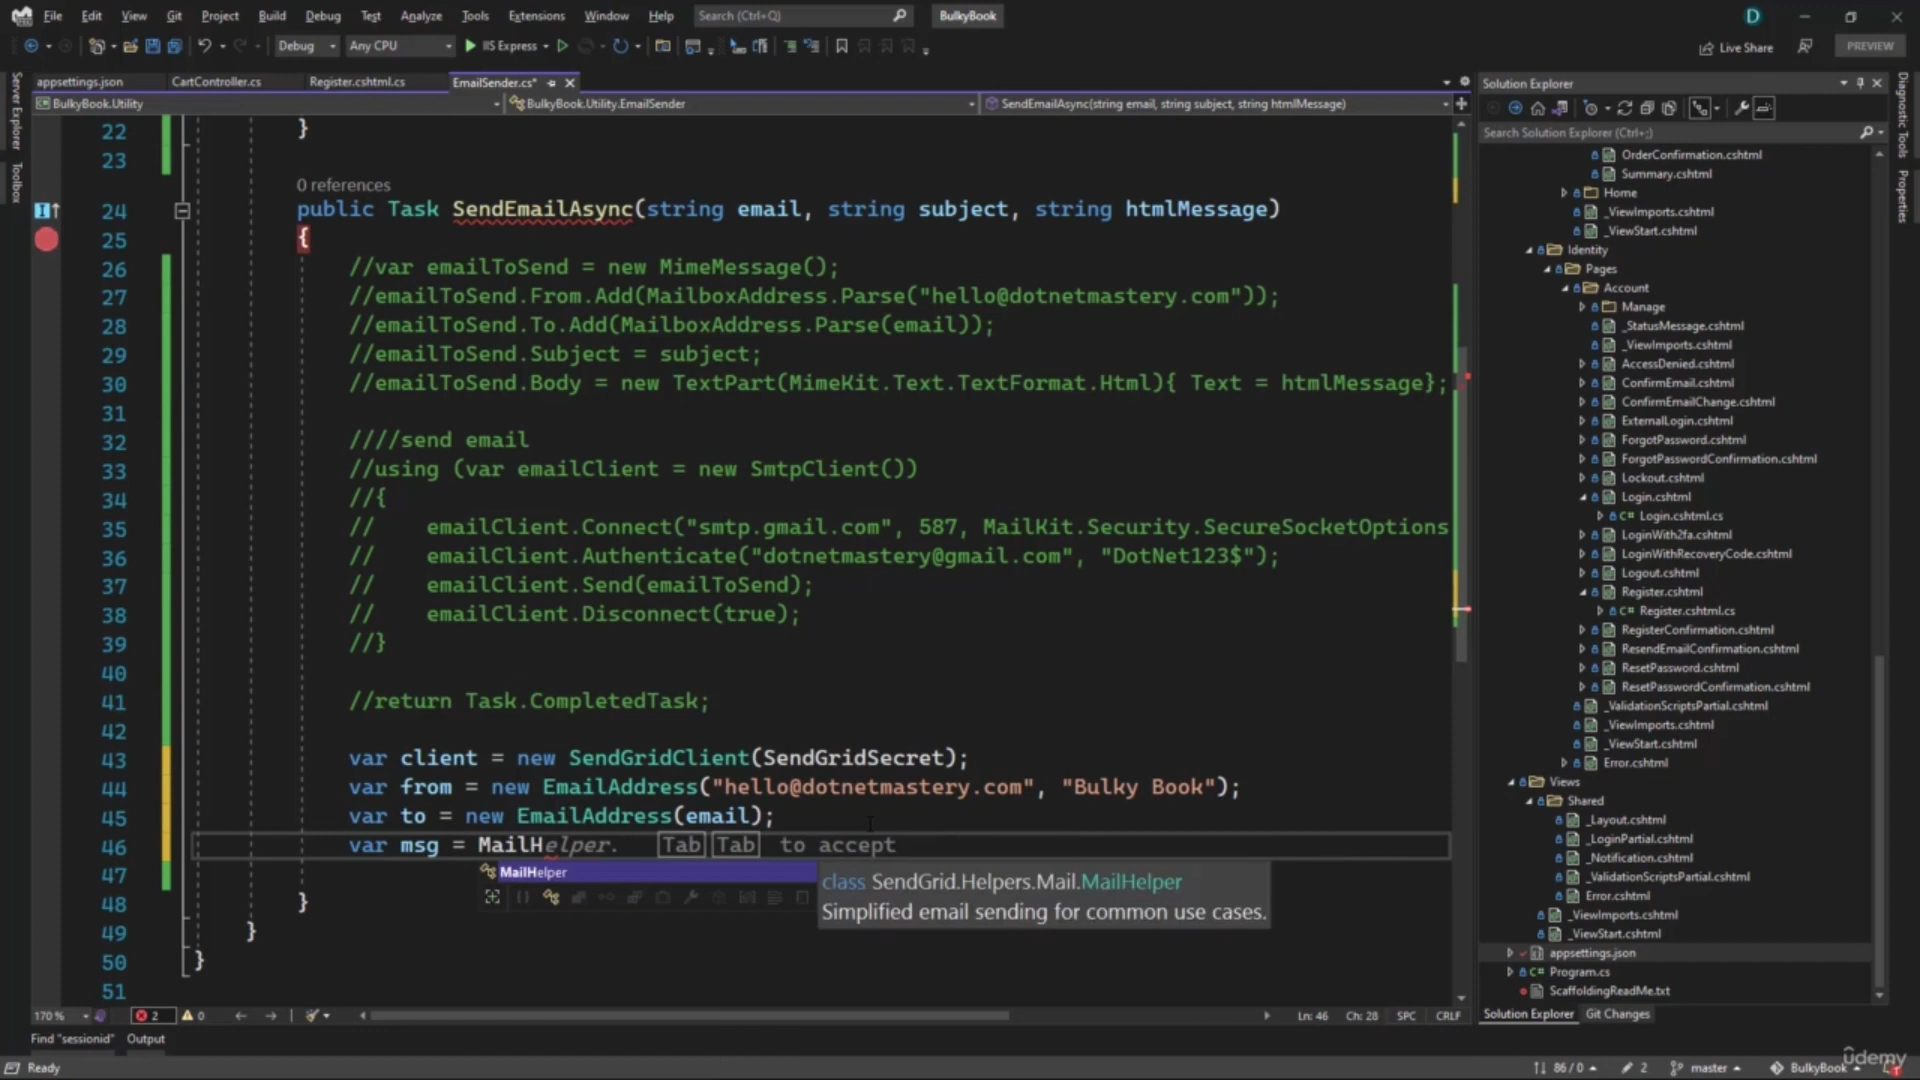 File Edit View Git Project Build Debug Test Analyze Tools Extensions Window Help Search (Ctrl+Q) BulkyBook D
Debug Any CPU IIS Express Live Share PREVIEW
appsettings.json CartController.cs Register.cshtml.cs EmailSender.cs*
BulkyBook.Utility BulkyBook.Utility.EmailSender SendEmailAsync(string email, string subject, string htmlMessage)
Server Explorer
Toolbox
22 }
23
0 references
24 public Task SendEmailAsync(string email, string subject, string htmlMessage)
25 {
26 //var emailToSend = new MimeMessage();
27 //emailToSend.From.Add(MailboxAddress.Parse("hello@dotnetmastery.com"));
28 //emailToSend.To.Add(MailboxAddress.Parse(email));
29 //emailToSend.Subject = subject;
30 //emailToSend.Body = new TextPart(MimeKit.Text.TextFormat.Html){ Text = htmlMessage};
31
32 ////send email
33 //using (var emailClient = new SmtpClient())
34 //{
35 // emailClient.Connect("smtp.gmail.com", 587, MailKit.Security.SecureSocketOptions
36 // emailClient.Authenticate("dotnetmastery@gmail.com", "DotNet123$");
37 // emailClient.Send(emailToSend);
38 // emailClient.Disconnect(true);
39 //}
40
41 //return Task.CompletedTask;
42
43 var client = new SendGridClient(SendGridSecret);
44 var from = new EmailAddress("hello@dotnetmastery.com", "Bulky Book");
45 var to = new EmailAddress(email);
46 var msg = MailHelper. Tab Tab to accept
47
MailHelper
class SendGrid.Helpers.Mail.MailHelper
Simplified email sending for common use cases.
48 }
49 }
50 }
51
170 % 2 0 Ln: 46 Ch: 28 SPC CRLF
Find "sessionid" Output
Ready 86 / 0 2 master BulkyBook 1
Solution Explorer
Search Solution Explorer (Ctrl+;)
OrderConfirmation.cshtml
Summary.cshtml
Home
_ViewImports.cshtml
_ViewStart.cshtml
Identity
Pages
Account
Manage
_StatusMessage.cshtml
_ViewImports.cshtml
AccessDenied.cshtml
ConfirmEmail.cshtml
ConfirmEmailChange.cshtml
ExternalLogin.cshtml
ForgotPassword.cshtml
ForgotPasswordConfirmation.cshtml
Lockout.cshtml
Login.cshtml
C# Login.cshtml.cs
LoginWith2fa.cshtml
LoginWithRecoveryCode.cshtml
Logout.cshtml
Register.cshtml
C# Register.cshtml.cs
RegisterConfirmation.cshtml
ResendEmailConfirmation.cshtml
ResetPassword.cshtml
ResetPasswordConfirmation.cshtml
_ValidationScriptsPartial.cshtml
_ViewImports.cshtml
_ViewStart.cshtml
Error.cshtml
Views
Shared
_Layout.cshtml
_LoginPartial.cshtml
_Notification.cshtml
_ValidationScriptsPartial.cshtml
Error.cshtml
_ViewImports.cshtml
_ViewStart.cshtml
appsettings.json
C# Program.cs
ScaffoldingReadMe.txt
Solution Explorer Git Changes
Diagnostic Tools
Properties
ûdemy